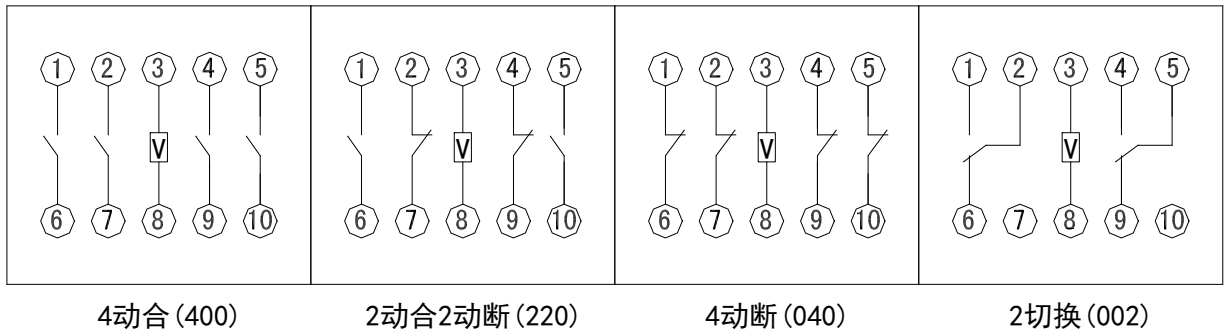 ① ② ③ ④ ⑤ ① ② ③ ④ ⑤ ① ② ③ ④ ⑤ ① ② ③ ④ ⑤
V V V V
⑥ ⑦ ⑧ ⑨ ⑩ ⑥ ⑦ ⑧ ⑨ ⑩ ⑥ ⑦ ⑧ ⑨ ⑩ ⑥ ⑦ ⑧ ⑨ ⑩
4动合(400) 2动合2动断(220) 4动断(040) 2切换(002)